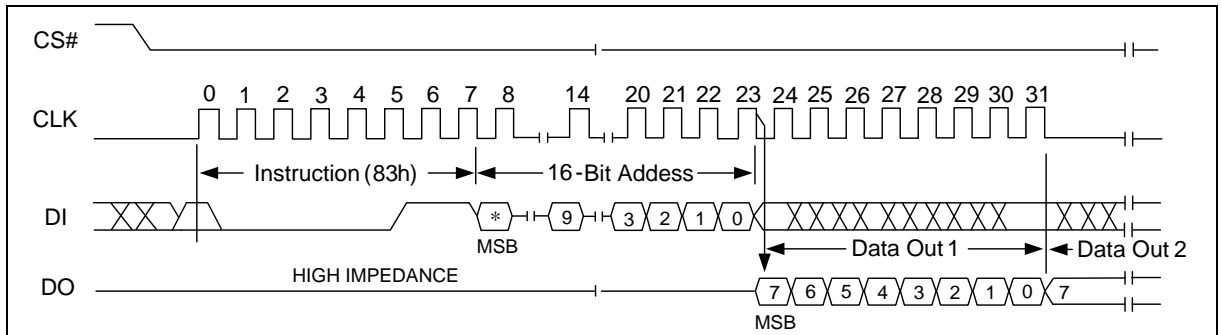 CS#
0 1 2 3 4 5 6 7 8 14 20 21 22 23 24 25 26 27 28 29 30 31
CLK
Instruction (83h) 16-Bit Addess
DI * 9 3 2 1 0
MSB
Data Out 1 Data Out 2
HIGH IMPEDANCE
DO 7 6 5 4 3 2 1 0 7
MSB